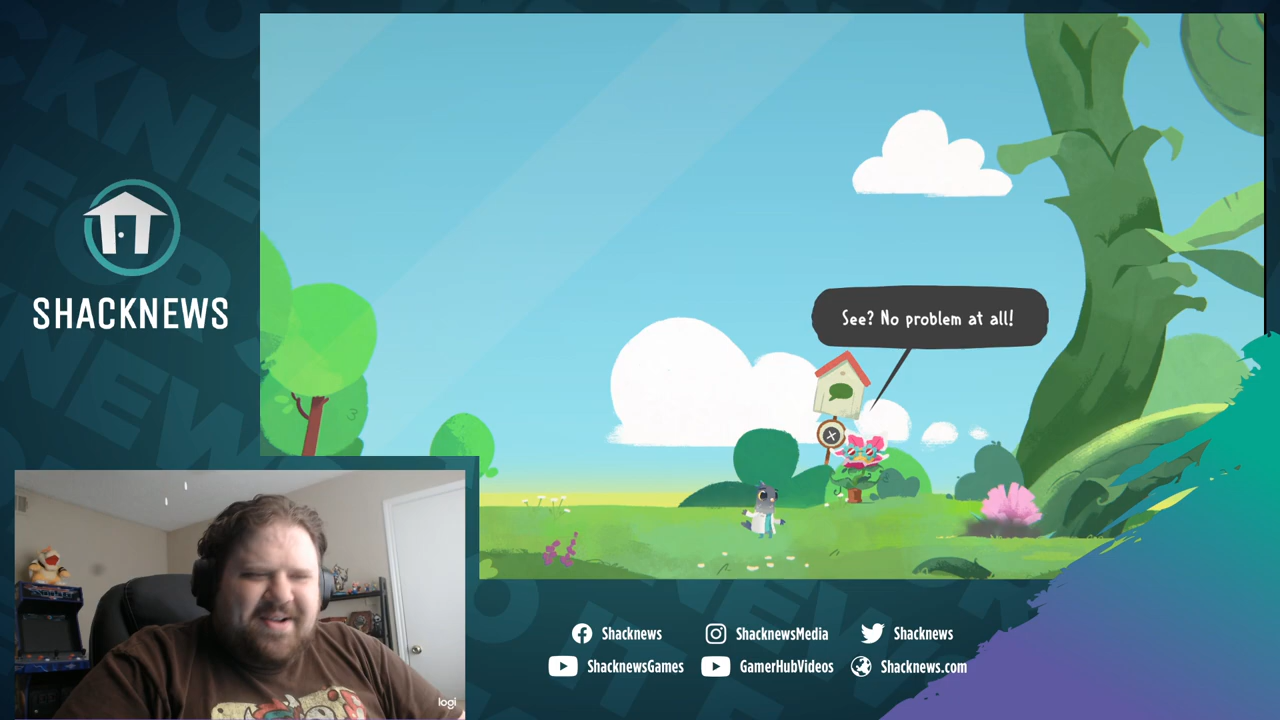 SHACKNEWS
See? No problem at all!
logi
Shacknews
ShacknewsMedia
Shacknews
ShacknewsGames
GamerHubVideos
Shacknews.com